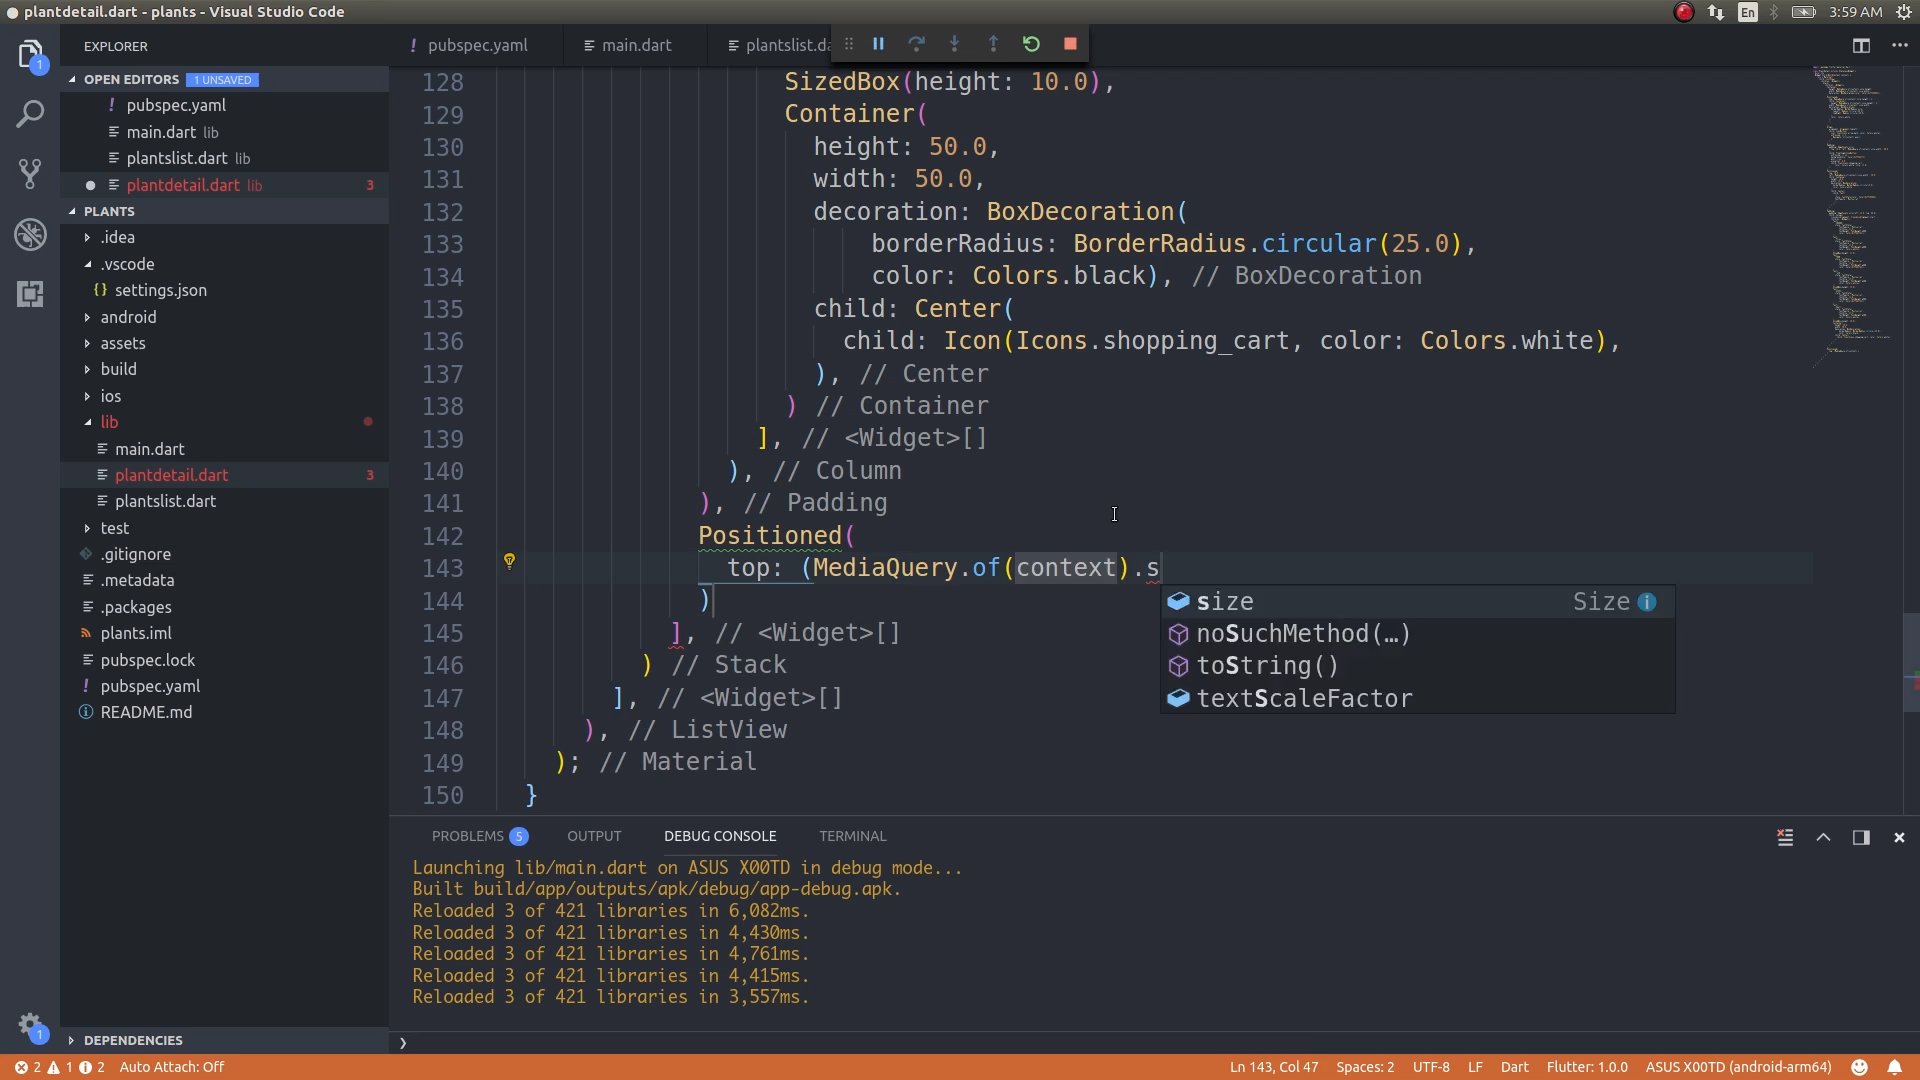 plantdetail.dart - plants - Visual Studio Code
En
3:59 AM
EXPLORER
! pubspec.yaml
main.dart
plantslist.da
1
OPEN EDITORS 1 UNSAVED
! pubspec.yaml
main.dart lib
plantslist.dart lib
plantdetail.dart lib 3
PLANTS
.idea
.vscode
{} settings.json
android
assets
build
ios
lib
main.dart
plantdetail.dart 3
plantslist.dart
test
.gitignore
.metadata
.packages
plants.iml
pubspec.lock
! pubspec.yaml
README.md
DEPENDENCIES
1
128 SizedBox(height: 10.0),
129 Container(
130 height: 50.0,
131 width: 50.0,
132 decoration: BoxDecoration(
133 borderRadius: BorderRadius.circular(25.0),
134 color: Colors.black), // BoxDecoration
135 child: Center(
136 child: Icon(Icons.shopping_cart, color: Colors.white),
137 ), // Center
138 ) // Container
139 ], // <Widget>[]
140 ), // Column
141 ), // Padding
142 Positioned(
143 top: (MediaQuery.of(context).s
144 )
145 ], // <Widget>[]
146 ) // Stack
147 ], // <Widget>[]
148 ), // ListView
149 ); // Material
150 }
size Size
noSuchMethod(…)
toString()
textScaleFactor
PROBLEMS 5 OUTPUT DEBUG CONSOLE TERMINAL
Launching lib/main.dart on ASUS X00TD in debug mode...
Built build/app/outputs/apk/debug/app-debug.apk.
Reloaded 3 of 421 libraries in 6,082ms.
Reloaded 3 of 421 libraries in 4,430ms.
Reloaded 3 of 421 libraries in 4,761ms.
Reloaded 3 of 421 libraries in 4,415ms.
Reloaded 3 of 421 libraries in 3,557ms.
2 1 2 Auto Attach: Off
Ln 143, Col 47 Spaces: 2 UTF-8 LF Dart Flutter: 1.0.0 ASUS X00TD (android-arm64)